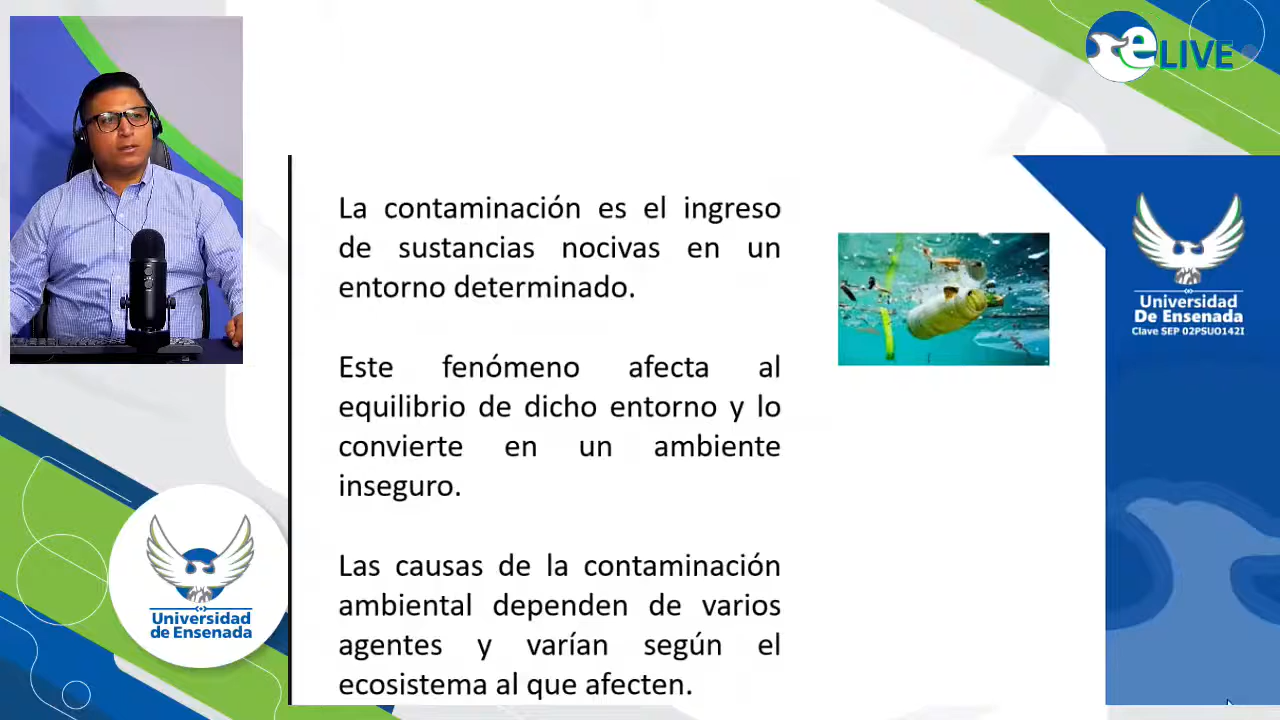 eLIVE
La contaminación es el ingreso
de sustancias nocivas en un
entorno determinado.
Este fenómeno afecta al
equilibrio de dicho entorno y lo
convierte en un ambiente
inseguro.
Las causas de la contaminación
ambiental dependen de varios
agentes y varían según el
ecosistema al que afecten.
Universidad
De Ensenada
Clave SEP 02PSU0142I
Universidad
de Ensenada